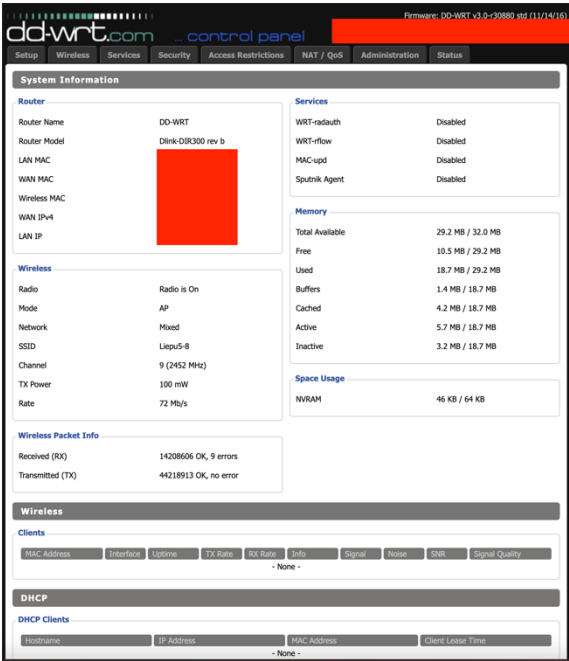 Firmware: DD-WRT v3.0-r30880 std (11/14/16)
dd-wrt.com ... control panel
Setup Wireless Services Security Access Restrictions NAT / QoS Administration Status
System Information
Router
Router Name DD-WRT
Router Model Dlink-DIR300 rev b
LAN MAC
WAN MAC
Wireless MAC
WAN IPv4
LAN IP
Wireless
Radio Radio is On
Mode AP
Network Mixed
SSID Liepu5-8
Channel 9 (2452 MHz)
TX Power 100 mW
Rate 72 Mb/s
Wireless Packet Info
Received (RX) 14208606 OK, 9 errors
Transmitted (TX) 44218913 OK, no error
Services
WRT-radauth Disabled
WRT-rflow Disabled
MAC-upd Disabled
Sputnik Agent Disabled
Memory
Total Available 29.2 MB / 32.0 MB
Free 10.5 MB / 29.2 MB
Used 18.7 MB / 29.2 MB
Buffers 1.4 MB / 18.7 MB
Cached 4.2 MB / 18.7 MB
Active 5.7 MB / 18.7 MB
Inactive 3.2 MB / 18.7 MB
Space Usage
NVRAM 46 KB / 64 KB
Wireless
Clients
MAC Address Interface Uptime TX Rate RX Rate Info Signal Noise SNR Signal Quality
- None -
DHCP
DHCP Clients
Hostname IP Address MAC Address Client Lease Time
- None -